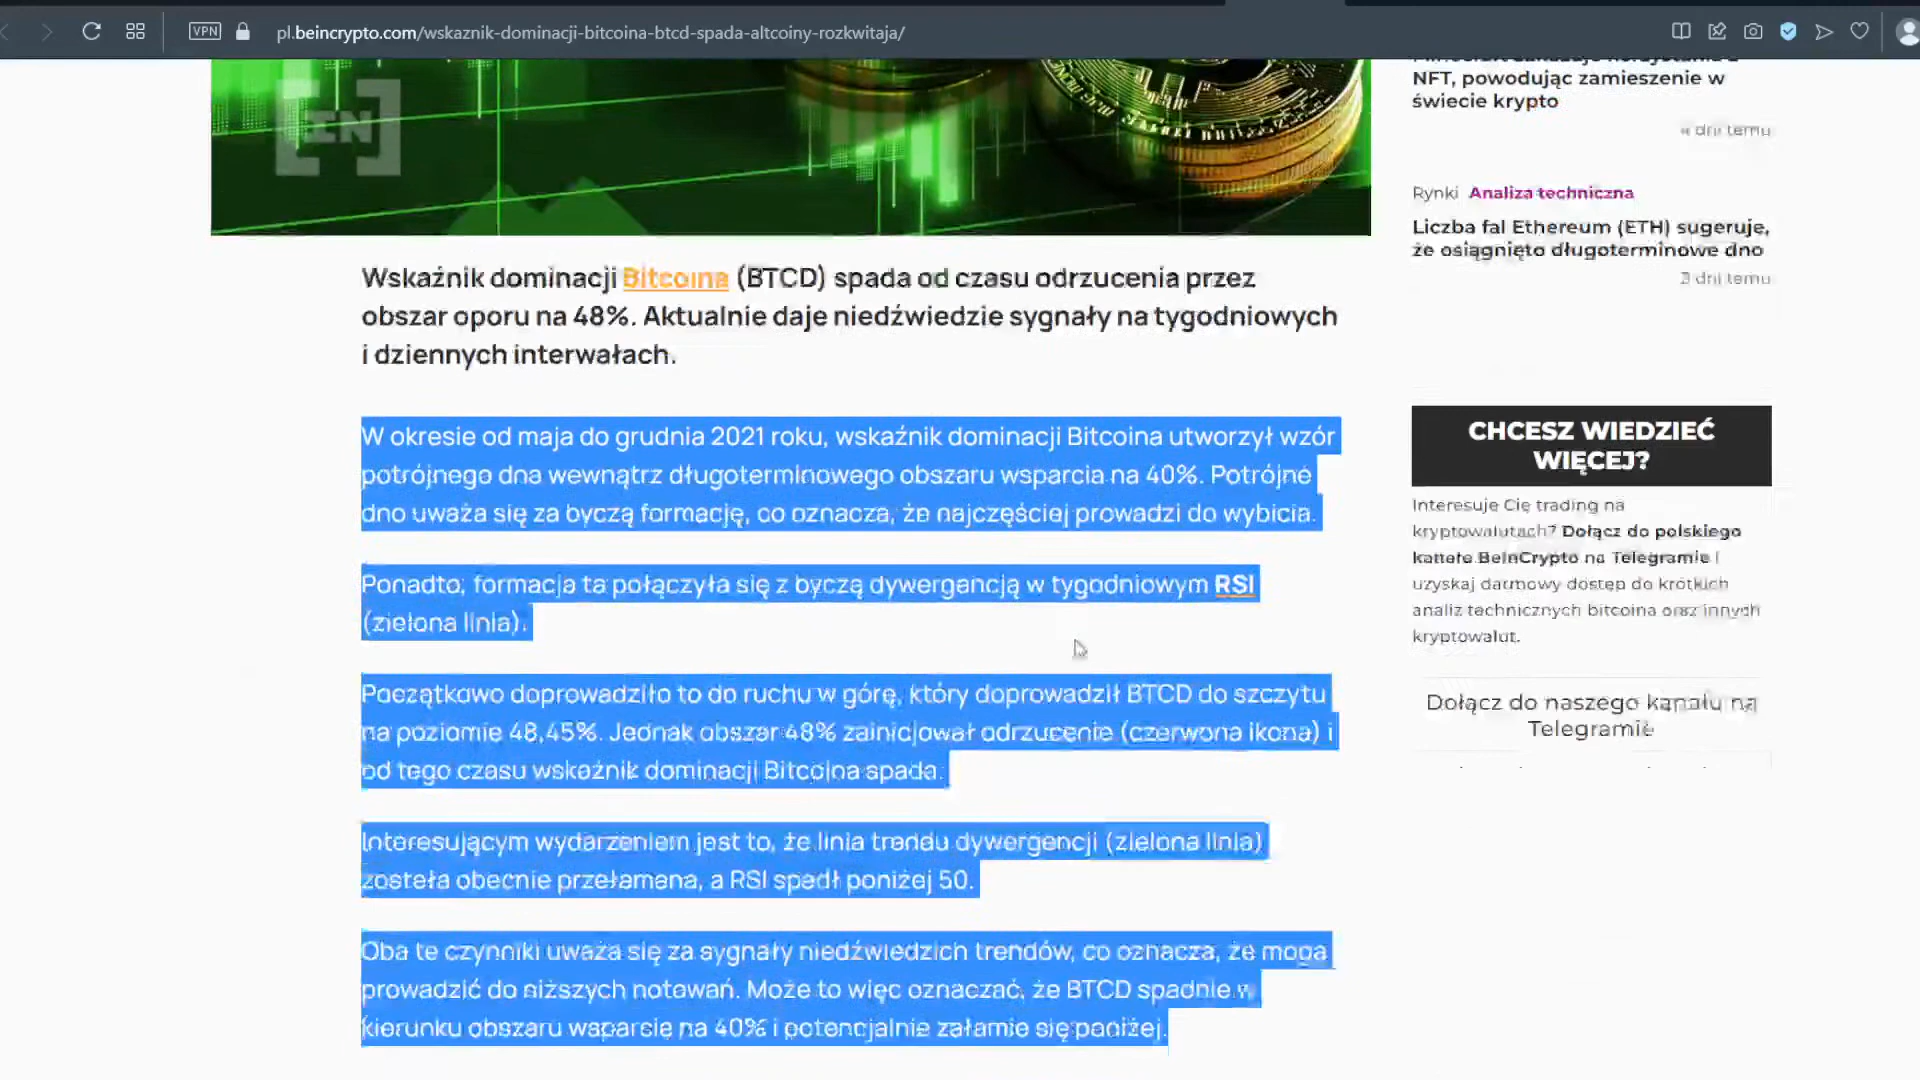 VPN
pl.beincrypto.com/wskaznik-dominacji-bitcoina-btcd-spada-altcoiny-rozkwitaja/
IN
NFT, powodując zamieszenie w
świecie krypto
4 dni temu
Rynki Analiza techniczna
Liczba fal Ethereum (ETH) sugeruje,
że osiągnięto długoterminowe dno
3 dni temu
Wskaźnik dominacji Bitcoina (BTCD) spada od czasu odrzucenia przez
obszar oporu na 48%. Aktualnie daje niedźwiedzie sygnały na tygodniowych
i dziennych interwałach.
W okresie od maja do grudnia 2021 roku, wskaźnik dominacji Bitcoina utworzył wzór
potrójnego dna wewnątrz długoterminowego obszaru wsparcia na 40%. Potrójne
dno uważa się za byczą formację, co oznacza, że najczęściej prowadzi do wybicia.
Ponadto, formacja ta połączyła się z byczą dywergancją w tygodniowym RSI
(zielona linia).
Początkowo doprowadziło to do ruchu w górę, który doprowadził BTCD do szczytu
na poziomie 48,45%. Jednak obszar 48% zainicjował odrzucenie (czerwona ikona) i
od tego czasu wskaźnik dominacji Bitcoina spada.
Interesującym wydarzeniem jest to, że linia trendu dywergencji (zielona linia)
została obecnie przełamana, a RSI spadł poniżej 50.
Oba te czynniki uważa się za sygnały niedźwiedzich trendów, co oznacza, że mogą
prowadzić do niższych notowań. Może to więc oznaczać, że BTCD spadnie w
kierunku obszaru wsparcia na 40% i potencjalnie załamie się poniżej.
CHCESZ WIEDZIEĆ
WIĘCEJ?
Interesuje Cię trading na
kryptowalutach? Dołącz do polskiego
kanału BeInCrypto na Telegramie i
uzyskaj darmowy dostęp do krótkich
analiz technicznych bitcoina oraz innych
kryptowalut.
Dołącz do naszego kanału na
Telegramie